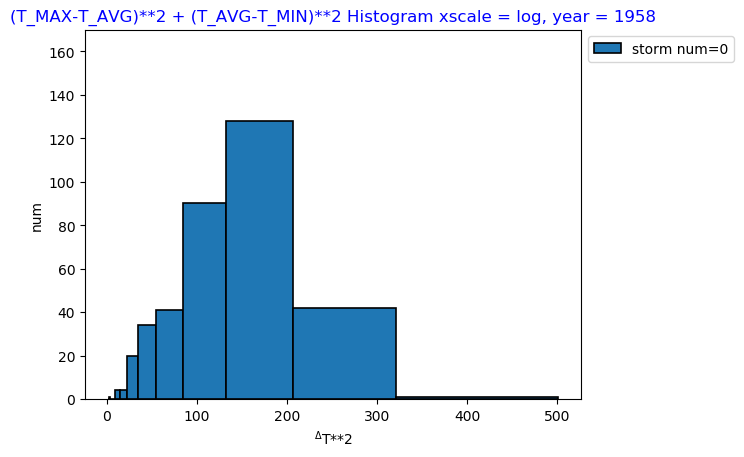 (T_MAX-T_AVG)**2 + (T_AVG-T_MIN)**2 Histogram xscale = log, year = 1958
storm num=0
160
140
120
100
80
60
40
20
0
num
0 100 200 300 400 500
ΔT**2